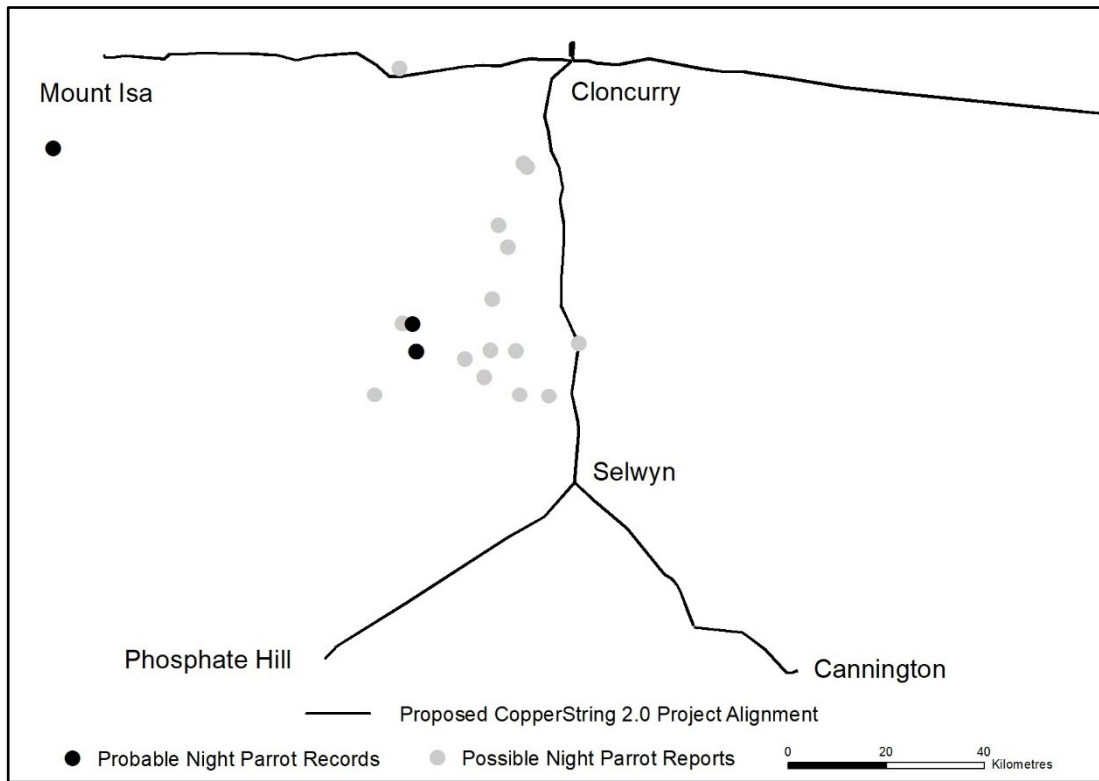 Mount Isa
Cloncurry
Selwyn
Phosphate Hill
Cannington
Proposed CopperString 2.0 Project Alignment
Probable Night Parrot Records
Possible Night Parrot Reports
0 20 40
Kilometres